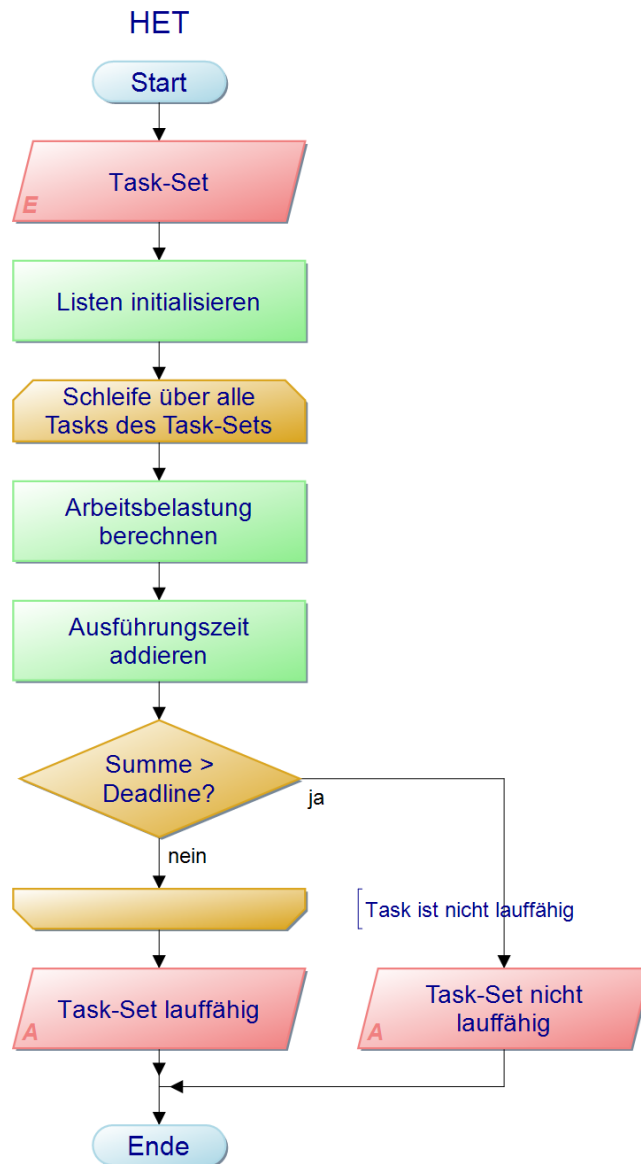 HET
Start
Task-Set
E
Listen initialisieren
Schleife über alle
Tasks des Task-Sets
Arbeitsbelastung
berechnen
Ausführungszeit
addieren
Summe >
Deadline?
ja
nein
Task ist nicht lauffähig
Task-Set lauffähig
A
Task-Set nicht
lauffähig
A
Ende